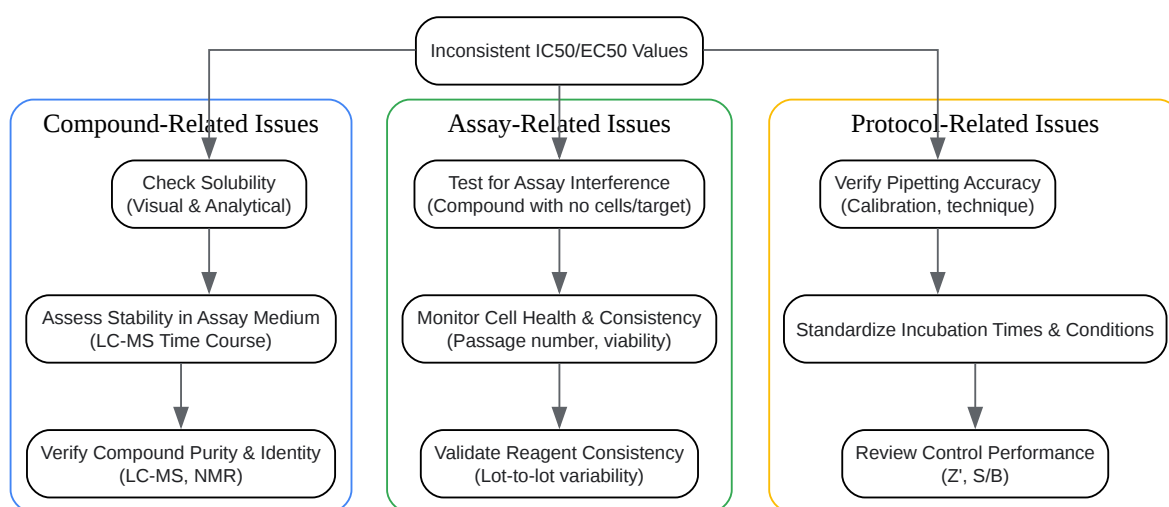 Inconsistent IC50/EC50 Values
Compound-Related Issues
Check Solubility
(Visual & Analytical)
Assess Stability in Assay Medium
(LC-MS Time Course)
Verify Compound Purity & Identity
(LC-MS, NMR)
Assay-Related Issues
Test for Assay Interference
(Compound with no cells/target)
Monitor Cell Health & Consistency
(Passage number, viability)
Validate Reagent Consistency
(Lot-to-lot variability)
Protocol-Related Issues
Verify Pipetting Accuracy
(Calibration, technique)
Standardize Incubation Times & Conditions
Review Control Performance
(Z', S/B)